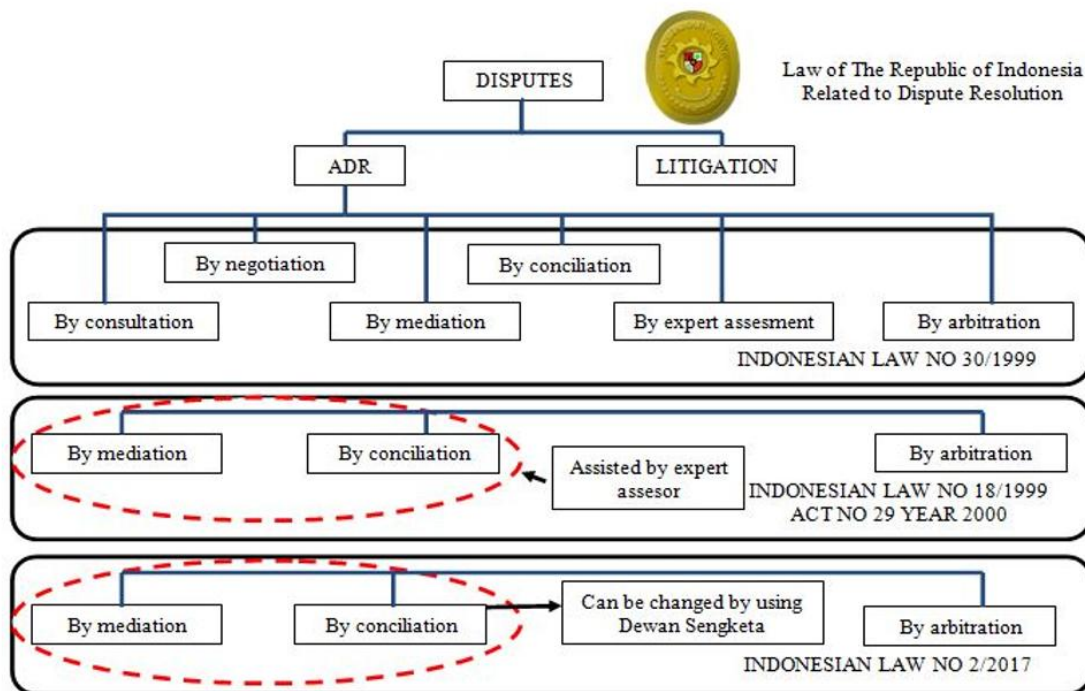 Law of The Republic of Indonesia
Related to Dispute Resolution
DISPUTES
ADR
LITIGATION
By negotiation
By conciliation
By consultation
By mediation
By expert assesment
By arbitration
INDONESIAN LAW NO 30/1999
By mediation
By conciliation
By arbitration
Assisted by expert
assesor
INDONESIAN LAW NO 18/1999
ACT NO 29 YEAR 2000
By mediation
By conciliation
Can be changed by using
Dewan Sengketa
By arbitration
INDONESIAN LAW NO 2/2017